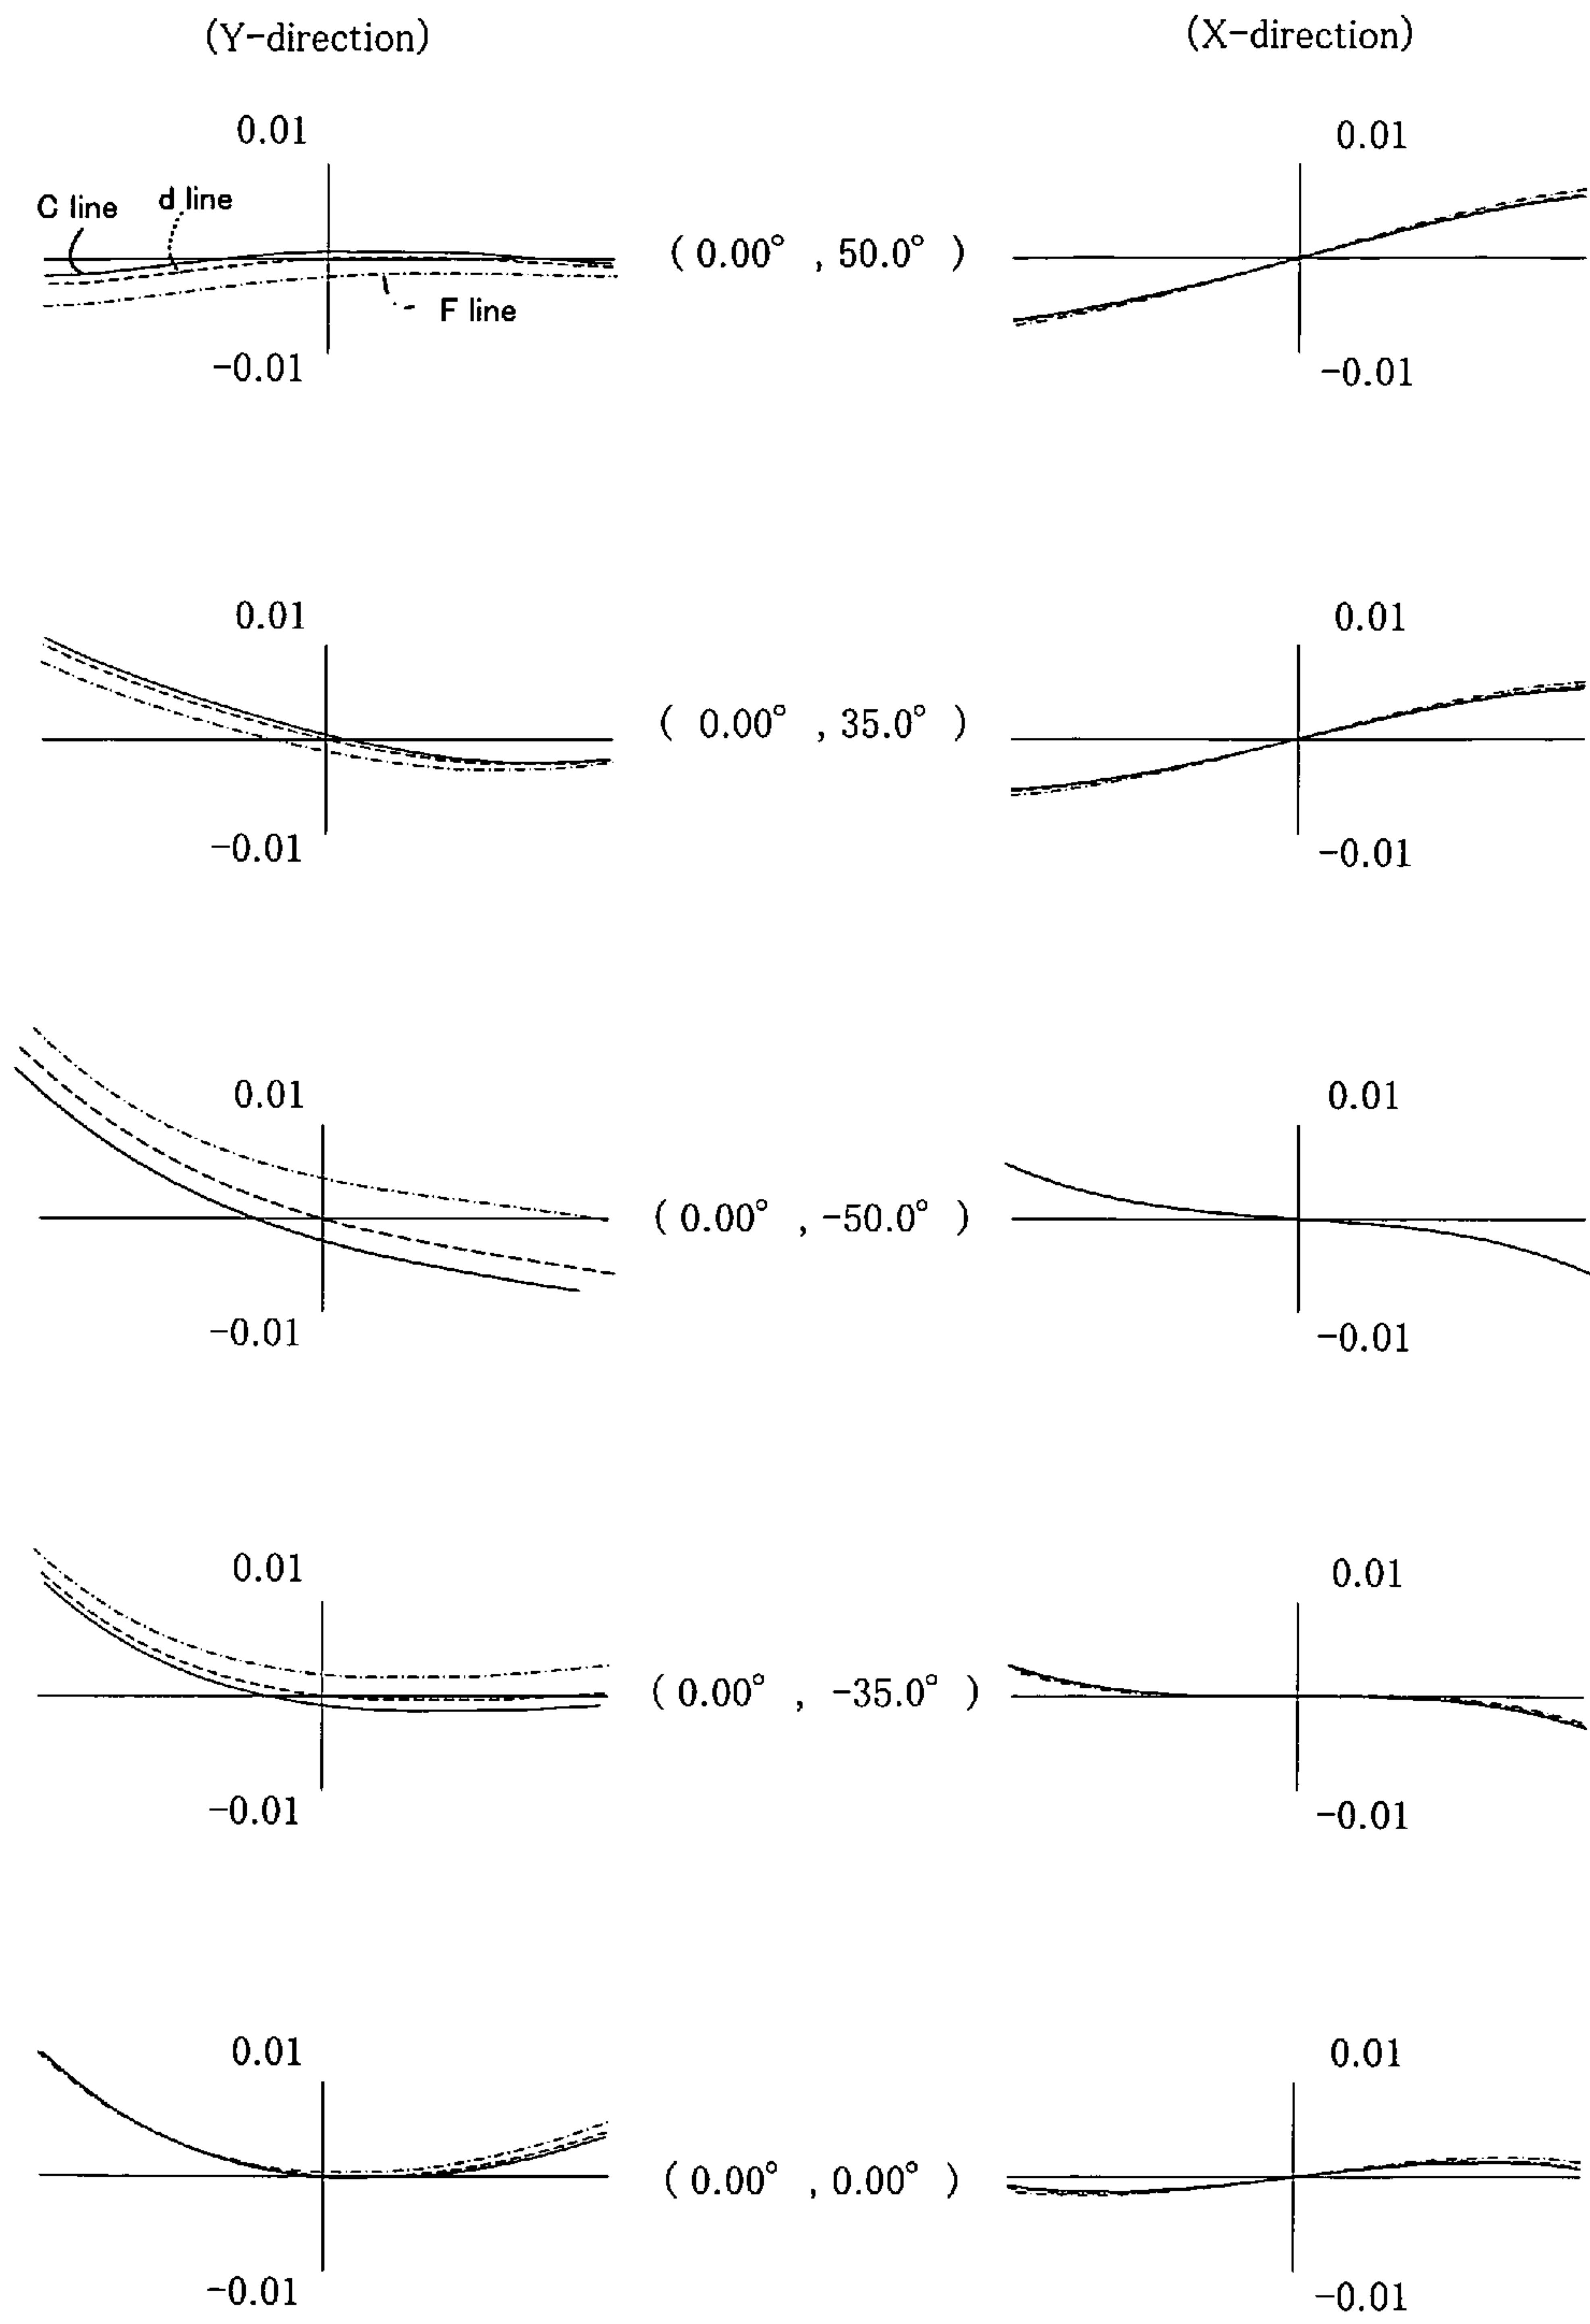 (Y-direction) (X-direction)
0.01 0.01
C line d line
(0.00° ,50.0° )
F line
-0.01 -0.01
0.01 0.01
( 0.00° ,35.0° )
-0.01 -0.01
0.01 0.01
(0.00° ,-50.0° )
-0.01 -0.01
0.01 0.01
(0.00° , -35.0° )
-0.01 -0.01
0.01 0.01
(0.00° ,0.00° )
-0.01 -0.01